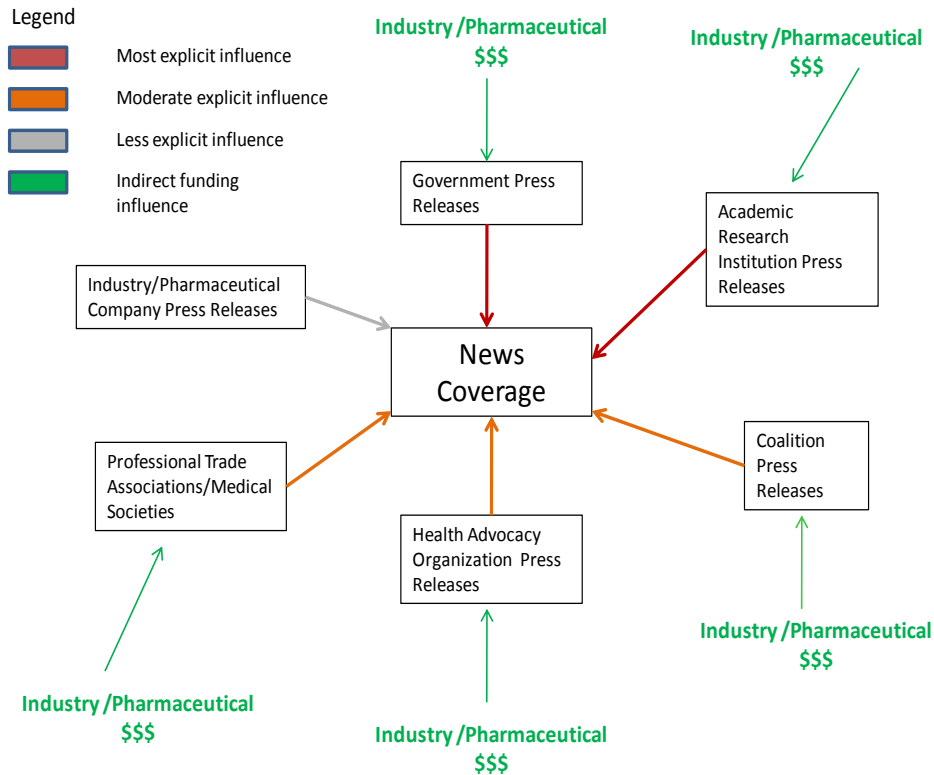 Legend
Most explicit influence
Moderate explicit influence
Less explicit influence
Indirect funding
influence
Industry/Pharmaceutical
$$$
Industry/Pharmaceutical
$$$
Government Press
Releases
Academic
Research
Institution Press
Releases
Industry/Pharmaceutical
Company Press Releases
News
Coverage
Professional Trade
Associations/Medical
Societies
Health Advocacy
Organization Press
Releases
Coalition
Press
Releases
Industry/Pharmaceutical
$$$
Industry/Pharmaceutical
$$$
Industry/Pharmaceutical
$$$